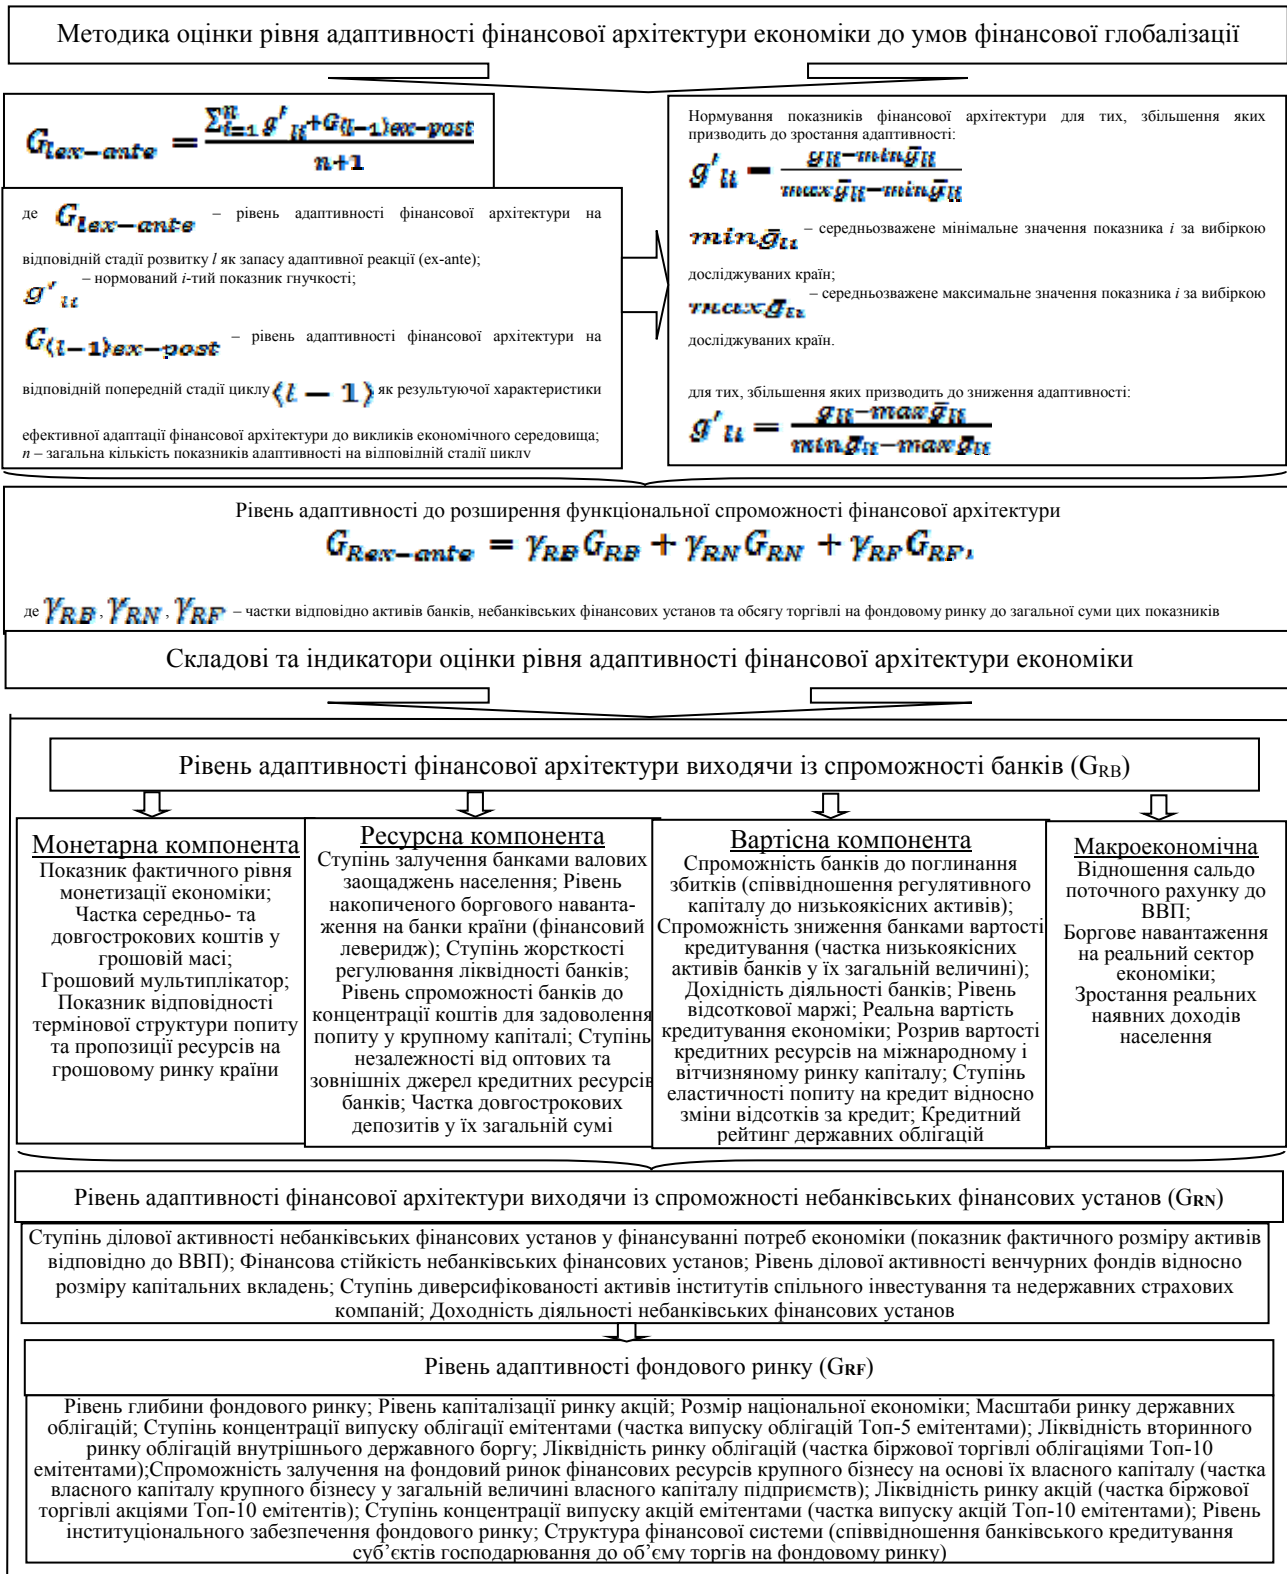 Методика оцінки рівня адаптивності фінансової архітектури економіки до умов фінансової глобалізації
G_{lex-ante} = \frac{\sum_{i=1}^{n} g'_{li}+G_{(l-1)ex-post}}{n+1}
де G_{lex-ante} – рівень адаптивності фінансової архітектури на
відповідній стадії розвитку l як запасу адаптивної реакції (ex-ante);
g'_{li} – нормований i-тий показник гнучкості;
G_{(l-1)ex-post} – рівень адаптивності фінансової архітектури на
відповідній попередній стадії циклу (l − 1) як результуючої характеристики
ефективної адаптації фінансової архітектури до викликів економічного середовища;
n – загальна кількість показників адаптивності на відповідній стадії циклу
Нормування показників фінансової архітектури для тих, збільшення яких
призводить до зростання адаптивності:
g'_{li} = \frac{g_{li}-min\bar{g}_{li}}{max\bar{g}_{li}-min\bar{g}_{li}}
min\bar{g}_{li} – середньозважене мінімальне значення показника i за вибіркою
досліджуваних країн;
max\bar{g}_{li} – середньозважене максимальне значення показника i за вибіркою
досліджуваних країн.
для тих, збільшення яких призводить до зниження адаптивності:
g'_{li} = \frac{g_{li}-max\bar{g}_{li}}{min\bar{g}_{li}-max\bar{g}_{li}}
Рівень адаптивності до розширення функціональної спроможності фінансової архітектури
G_{Rex-ante} = γ_{RB}G_{RB} + γ_{RN}G_{RN} + γ_{RF}G_{RF},
де γ_{RB}, γ_{RN}, γ_{RF} – частки відповідно активів банків, небанківських фінансових установ та обсягу торгівлі на фондовому ринку до загальної суми цих показників
Складові та індикатори оцінки рівня адаптивності фінансової архітектури економіки
Рівень адаптивності фінансової архітектури виходячи із спроможності банків (G_{RB})
Монетарна компонента
Показник фактичного рівня
монетизації економіки;
Частка середньо- та
довгострокових коштів у
грошовій масі;
Грошовий мультиплікатор;
Показник відповідності
термінової структури попиту
та пропозиції ресурсів на
грошовому ринку країни
Ресурсна компонента
Ступінь залучення банками валових
заощаджень населення; Рівень
накопиченого боргового наванта-
ження на банки країни (фінансовий
леверидж); Ступінь жорсткості
регулювання ліквідності банків;
Рівень спроможності банків до
концентрації коштів для задоволення
попиту у крупному капіталі; Ступінь
незалежності від оптових та
зовнішніх джерел кредитних ресурсів
банків; Частка довгострокових
депозитів у їх загальній сумі
Вартісна компонента
Спроможність банків до поглинання
збитків (співвідношення регулятивного
капіталу до низькоякісних активів);
Спроможність зниження банками вартості
кредитування (частка низькоякісних
активів банків у їх загальній величині);
Дохідність діяльності банків; Рівень
відсоткової маржі; Реальна вартість
кредитування економіки; Розрив вартості
кредитних ресурсів на міжнародному і
вітчизняному ринку капіталу; Ступінь
еластичності попиту на кредит відносно
зміни відсотків за кредит; Кредитний
рейтинг державних облігацій
Макроекономічна
Відношення сальдо
поточного рахунку до
ВВП;
Боргове навантаження
на реальний сектор
економіки;
Зростання реальних
наявних доходів
населення
Рівень адаптивності фінансової архітектури виходячи із спроможності небанківських фінансових установ (G_{RN})
Ступінь ділової активності небанківських фінансових установ у фінансуванні потреб економіки (показник фактичного розміру активів
відповідно до ВВП); Фінансова стійкість небанківських фінансових установ; Рівень ділової активності венчурних фондів відносно
розміру капітальних вкладень; Ступінь диверсифікованості активів інститутів спільного інвестування та недержавних страхових
компаній; Доходність діяльності небанківських фінансових установ
Рівень адаптивності фондового ринку (G_{RF})
Рівень глибини фондового ринку; Рівень капіталізації ринку акцій; Розмір національної економіки; Масштаби ринку державних
облігацій; Ступінь концентрації випуску облігації емітентами (частка випуску облігацій Топ-5 емітентами); Ліквідність вторинного
ринку облігацій внутрішнього державного боргу; Ліквідність ринку облігацій (частка біржової торгівлі облігаціями Топ-10
емітентами);Спроможність залучення на фондовий ринок фінансових ресурсів крупного бізнесу на основі їх власного капіталу (частка
власного капіталу крупного бізнесу у загальній величині власного капіталу підприємств); Ліквідність ринку акцій (частка біржової
торгівлі акціями Топ-10 емітентів); Ступінь концентрації випуску акцій емітентами (частка випуску акцій Топ-10 емітентами); Рівень
інституціонального забезпечення фондового ринку; Структура фінансової системи (співвідношення банківського кредитування
суб’єктів господарювання до об’єму торгів на фондовому ринку)